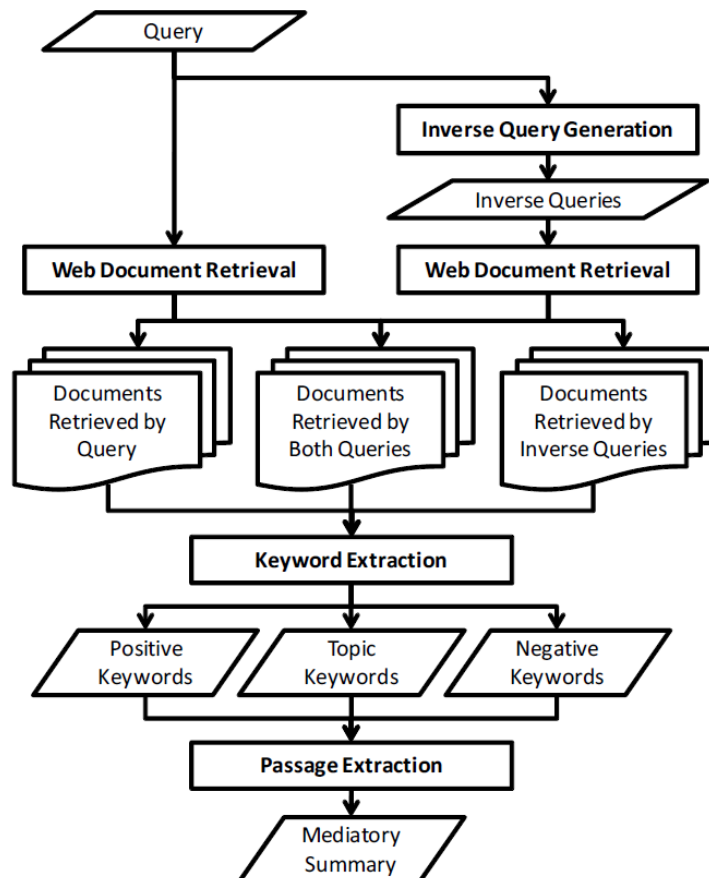 Query
Inverse Query Generation
Inverse Queries
Web Document Retrieval
Web Document Retrieval
Documents
Retrieved by
Query
Documents
Retrieved by
Both Queries
Documents
Retrieved by
Inverse Queries
Keyword Extraction
Positive
Keywords
Topic
Keywords
Negative
Keywords
Passage Extraction
Mediatory
Summary